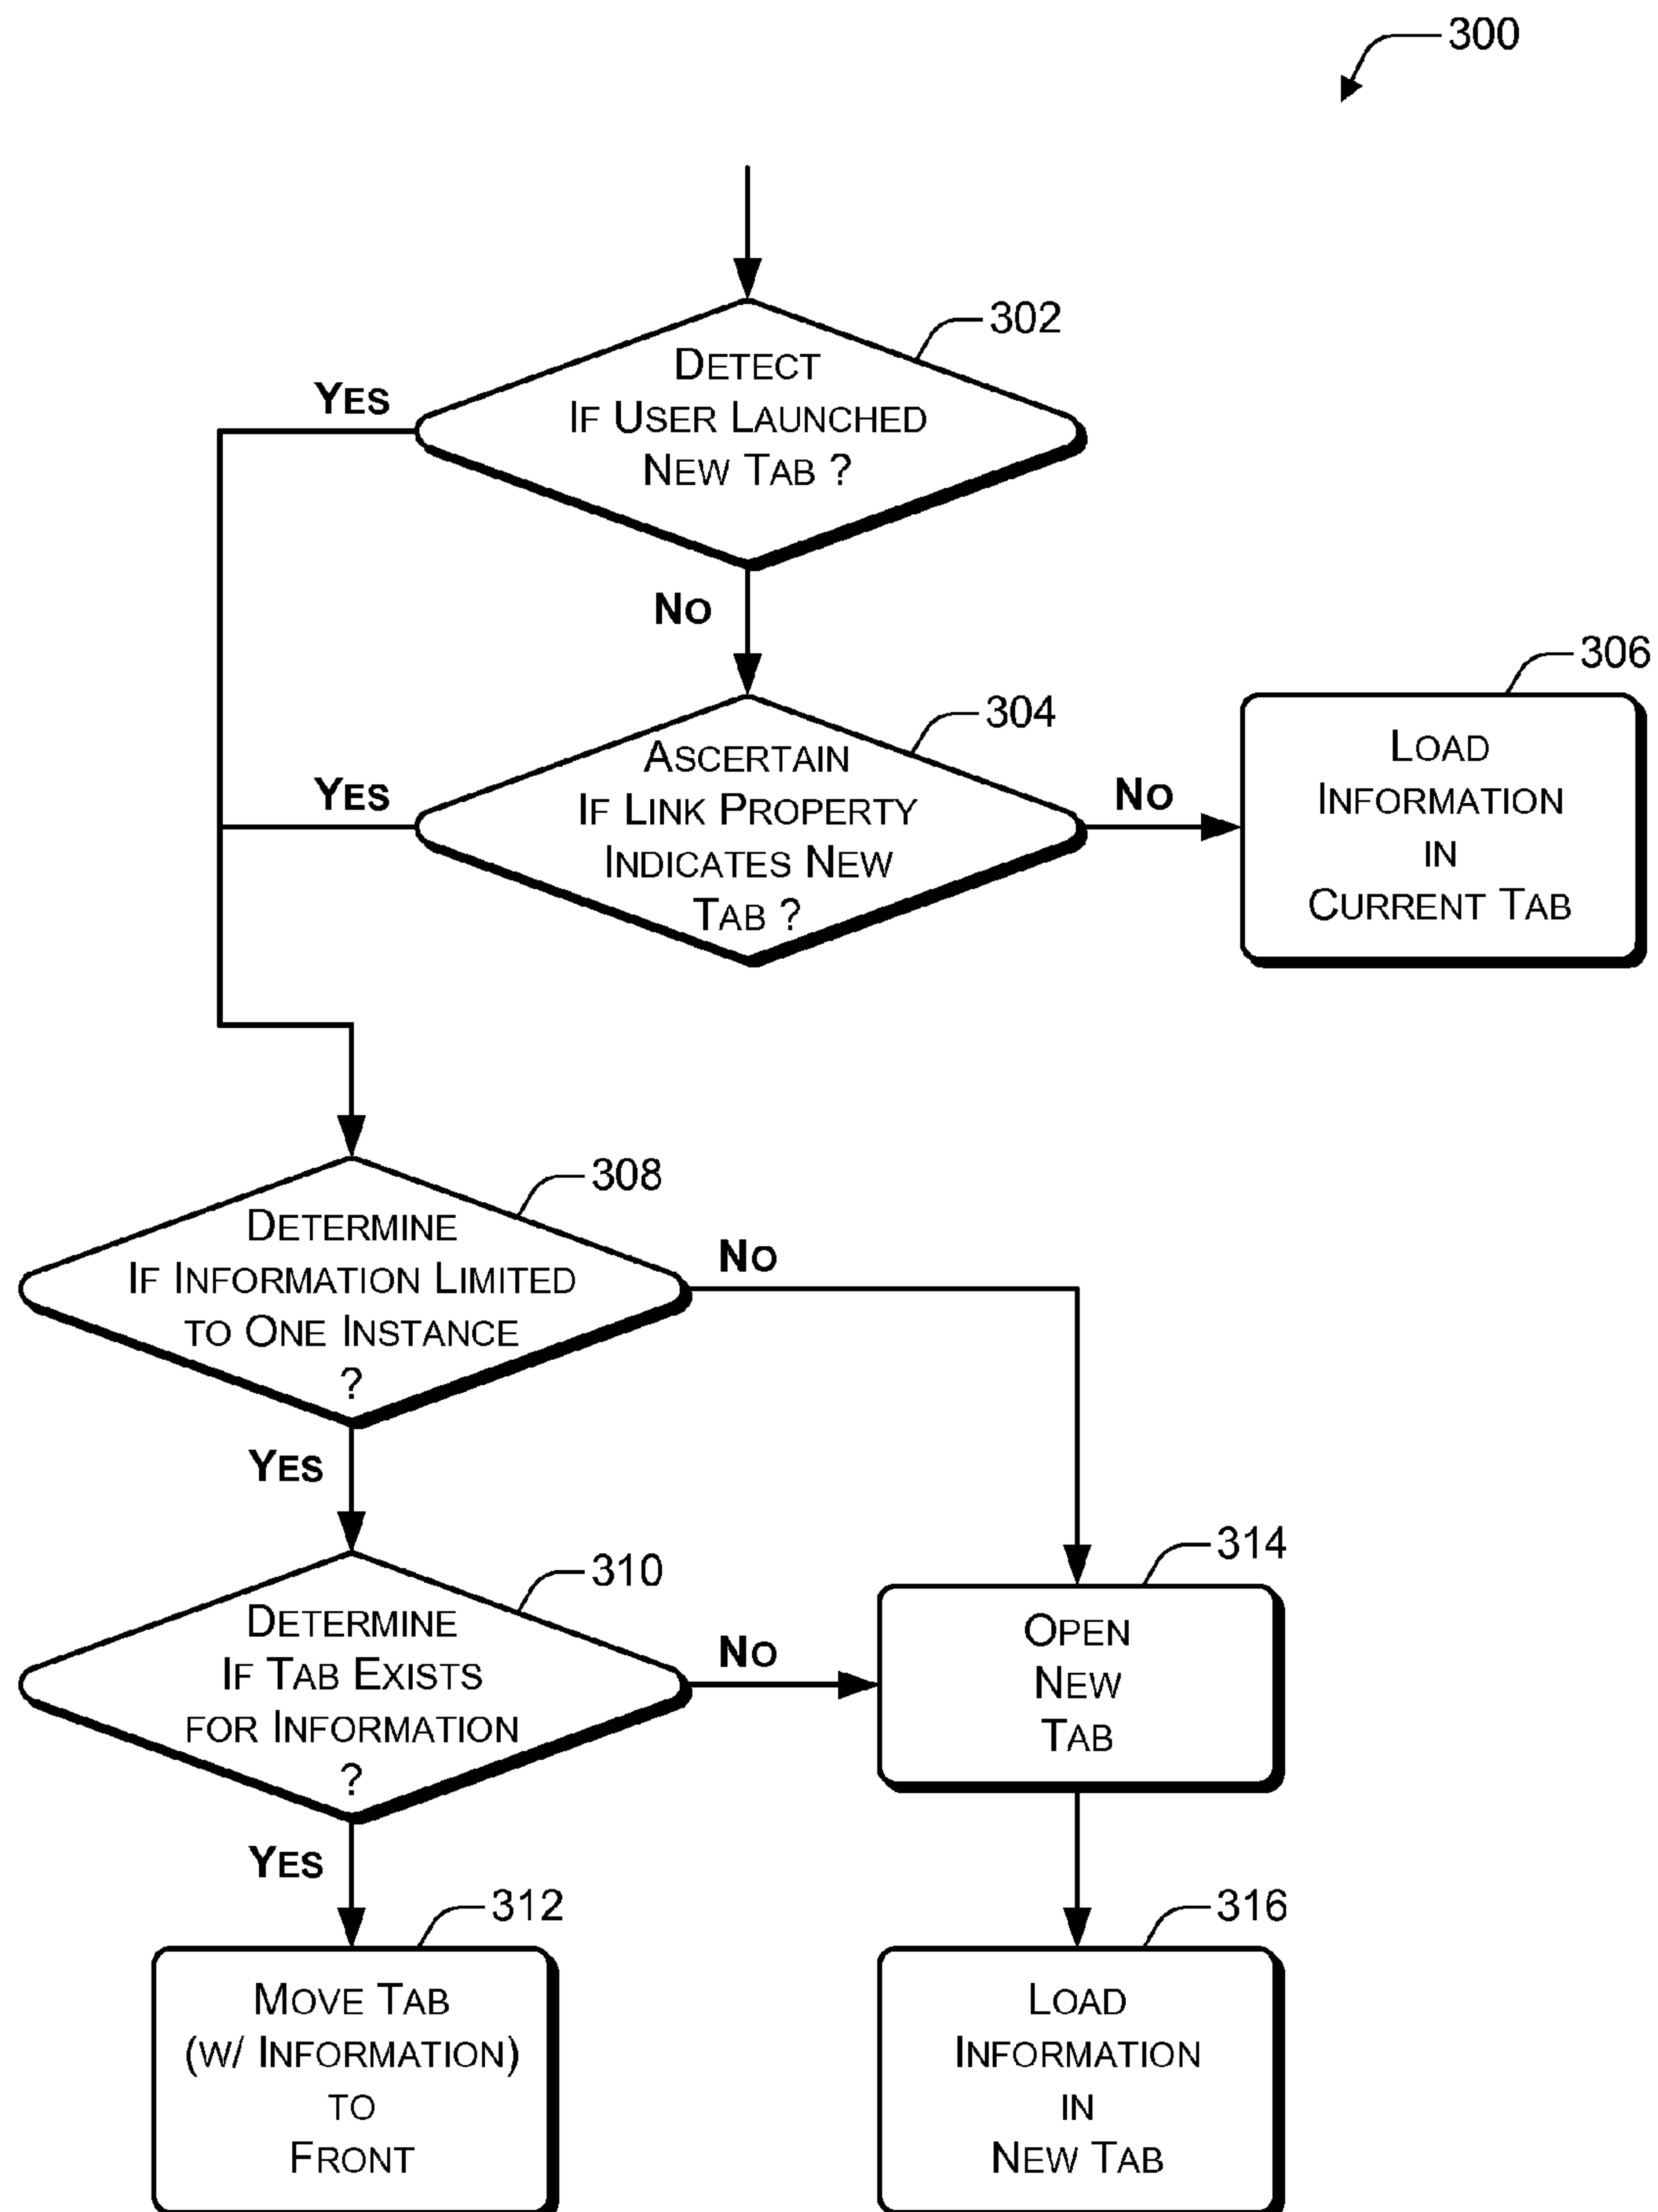 300
302
DETECT
IF USER LAUNCHED
NEW TAB ?
YES
NO
304
ASCERTAIN
IF LINK PROPERTY
INDICATES NEW
TAB ?
YES
NO
306
LOAD
INFORMATION
IN
CURRENT TAB
308
DETERMINE
IF INFORMATION LIMITED
TO ONE INSTANCE
?
NO
YES
310
DETERMINE
IF TAB EXISTS
FOR INFORMATION
?
NO
YES
314
OPEN
NEW
TAB
312
MOVE TAB
(W/ INFORMATION)
TO
FRONT
316
LOAD
INFORMATION
IN
NEW TAB